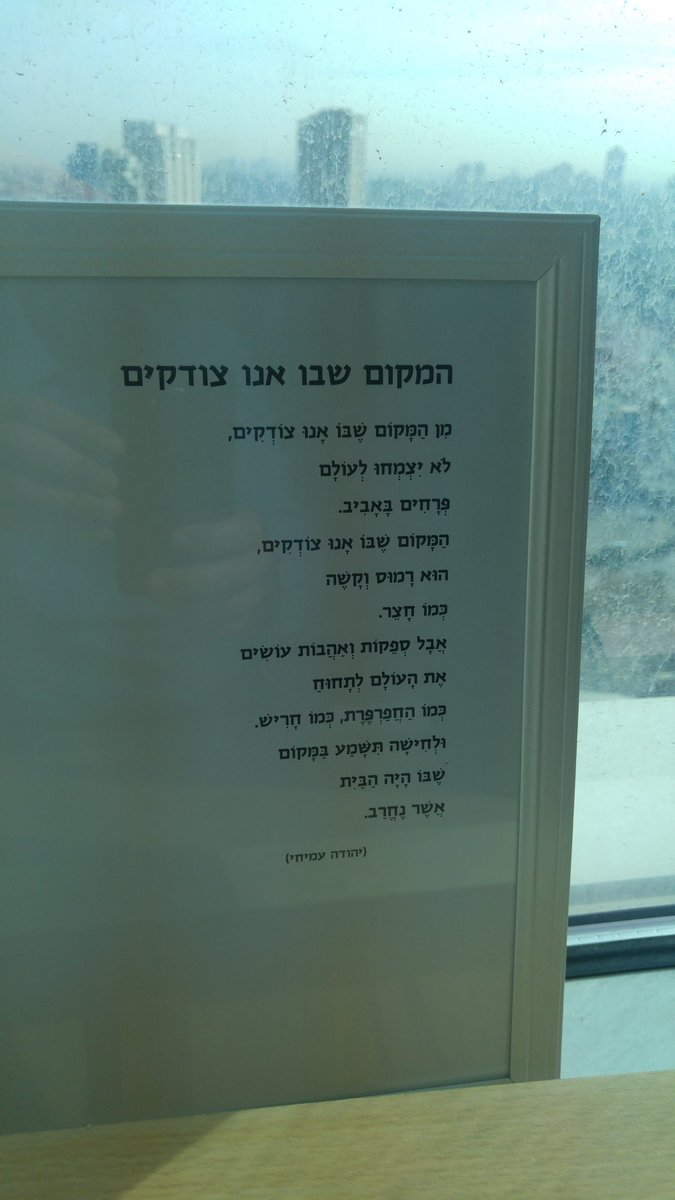 המקום שבו אנו צודקים
מִן הַמָּקוֹם שֶׁבּוֹ אָנוּ צוֹדְקִים,
לֹא יִצְמְחוּ לְעוֹלָם
פְּרָחִים בָּאָבִיב.
הַמָּקוֹם שֶׁבּוֹ אָנוּ צוֹדְקִים,
הוּא רָמוּס וְקָשֶׁה
כְּמוֹ חָצֵר.
אֲבָל סְפֵקוֹת וְאַהֲבוֹת עוֹשִׂים
אֶת הָעוֹלָם לְתָחוּחַ
כְּמוֹ הַחֲפַרְפֶּרֶת, כְּמוֹ חָרִישׁ.
וּלְחִישָׁה תִּשָּׁמַע בַּמָּקוֹם
שֶׁבּוֹ הָיָה הַבַּיִת
אֲשֶׁר נֶחֱרַב.
(יהודה עמיחי)